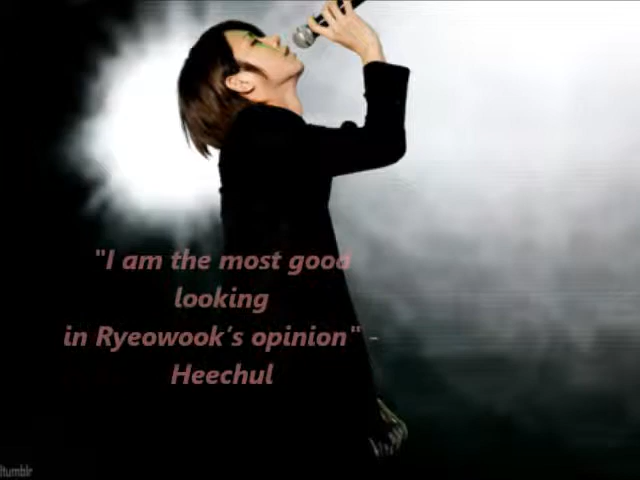 "I am the most good
looking
in Ryeowook's opinion" -
Heechul
tumblr